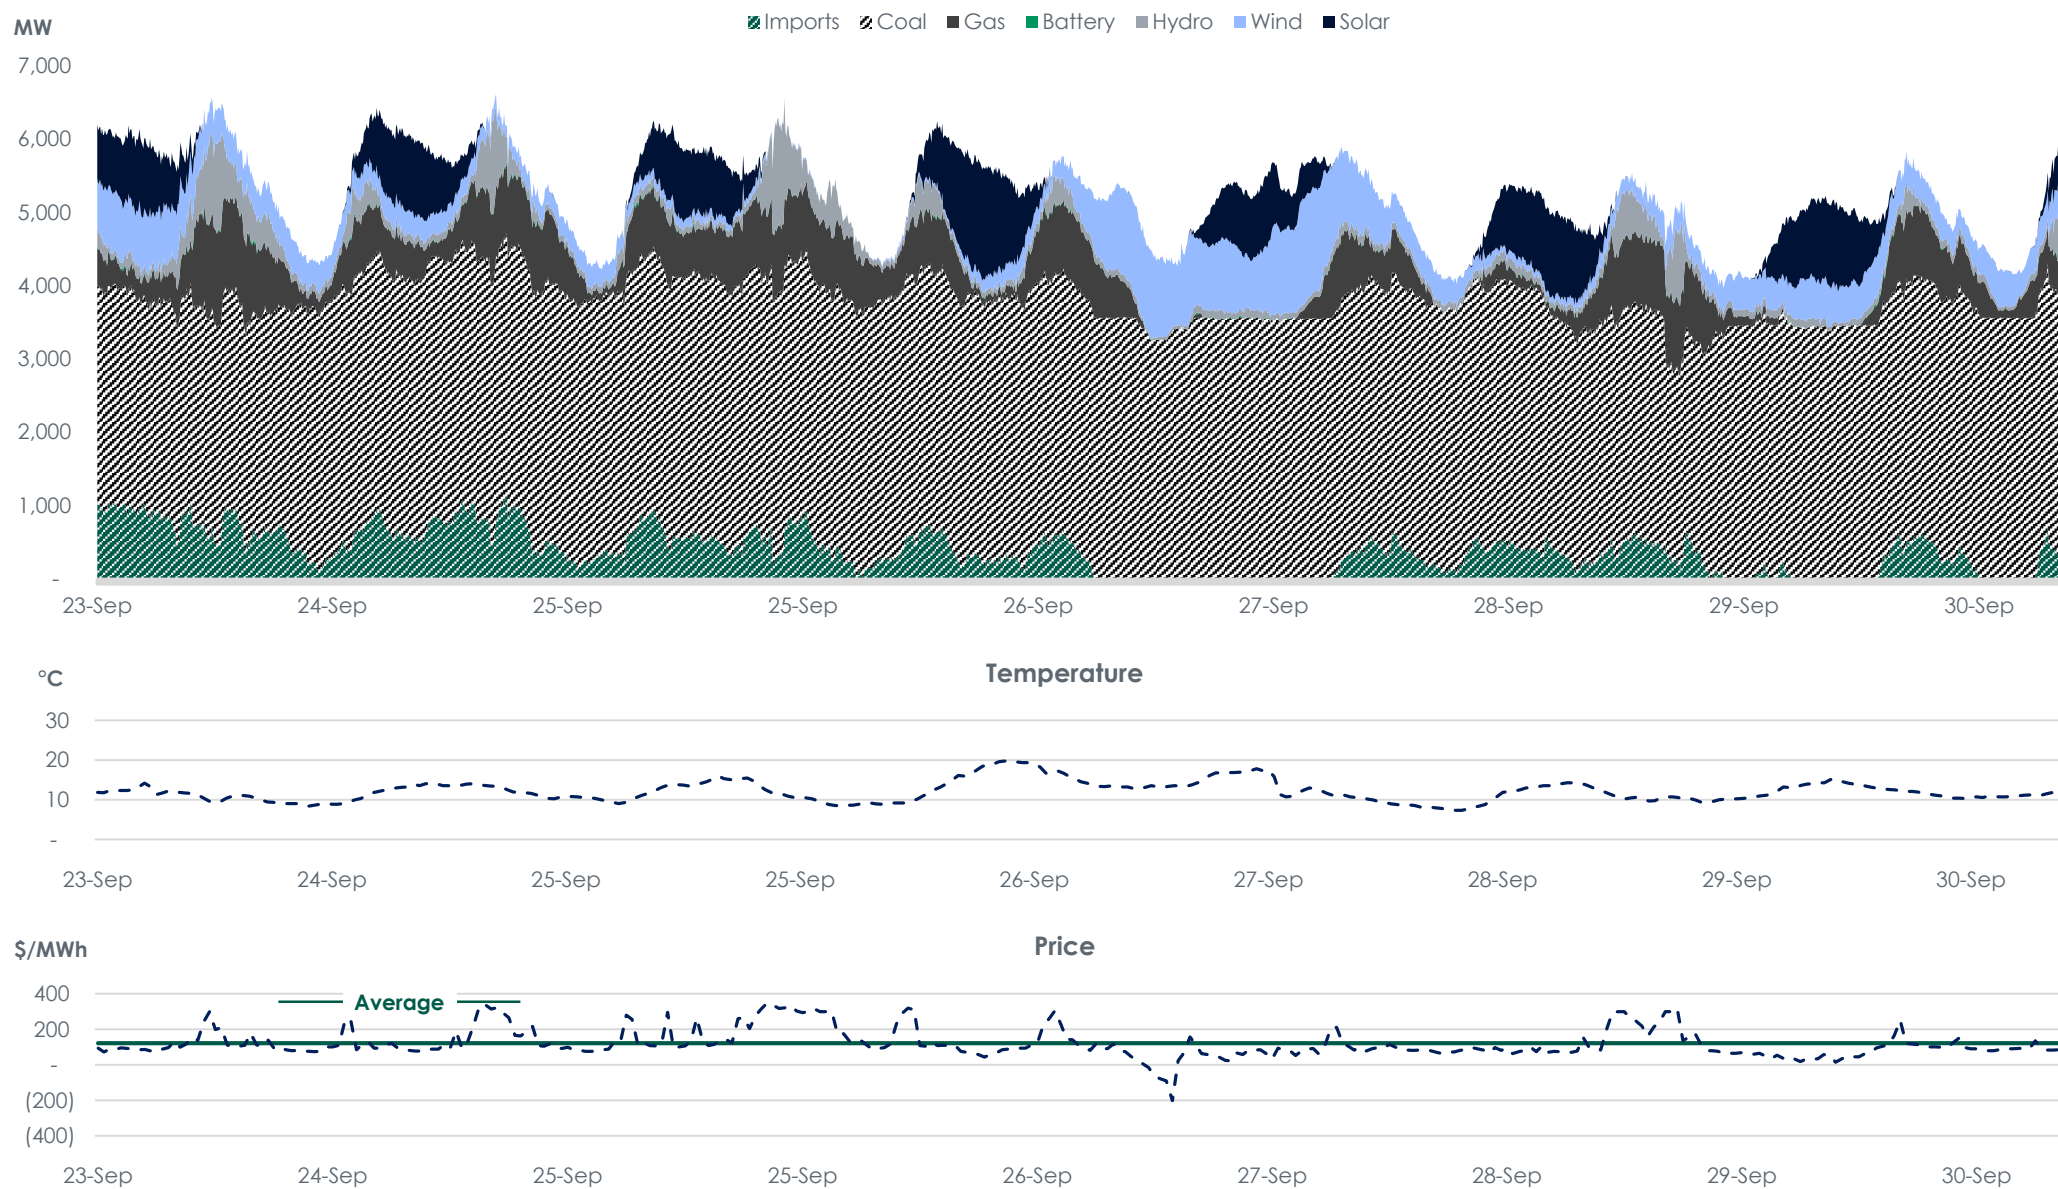 MW
Imports Coal Gas Battery Hydro Wind Solar
7,000
6,000
5,000
4,000
3,000
2,000
1,000
-
23-Sep 24-Sep 25-Sep 25-Sep 26-Sep 27-Sep 28-Sep 29-Sep 30-Sep
Temperature
°C
30
20
10
-
23-Sep 24-Sep 25-Sep 25-Sep 26-Sep 27-Sep 28-Sep 29-Sep 30-Sep
Price
$/MWh
400
Average
200
-
(200)
(400)
23-Sep 24-Sep 25-Sep 25-Sep 26-Sep 27-Sep 28-Sep 29-Sep 30-Sep